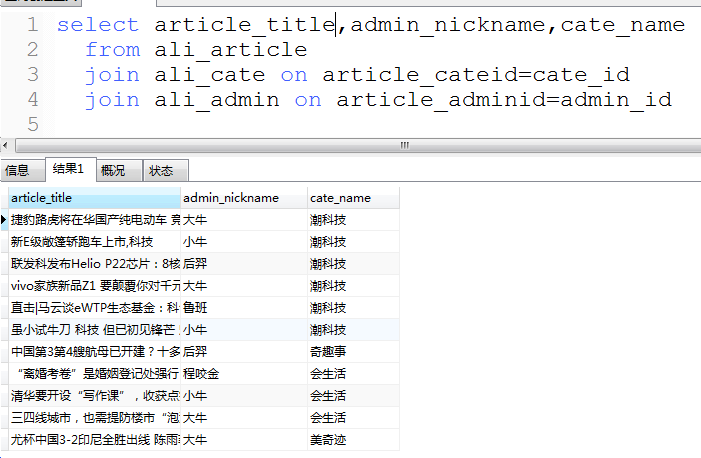 1 select article_title,admin_nickname,cate_name
2 from ali_article
3 join ali_cate on article_cateid=cate_id
4 join ali_admin on article_adminid=admin_id
5
信息 结果1 概况 状态
article_title admin_nickname cate_name
捷豹路虎将在华国产纯电动车 大牛 潮科技
新E级敞篷轿跑车上市,科技 小牛 潮科技
联发科发布Helio P22芯片：8核 后羿 潮科技
vivo家族新品Z1 要颠覆你对千元 大牛 潮科技
直击|马云谈eWTP生态基金：科 鲁班 潮科技
虽小试牛刀 科技 但已初见锋芒 小牛 潮科技
中国第3第4艘航母已开建？十多 后羿 奇趣事
“离婚考卷”是婚姻登记处强行 程咬金 会生活
清华要开设“写作课”，收获点 小牛 会生活
三四线城市，也需提防楼市“泡 大牛 会生活
尤杯中国3-2印尼全胜出线 陈雨 大牛 美奇迹